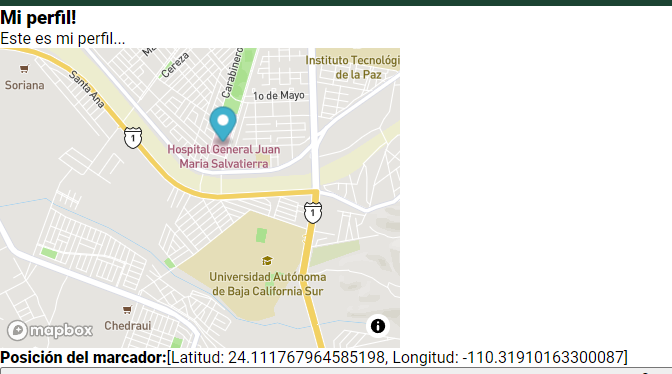 Mi perfil!
Este es mi perfil...
Cereza
Carabinero
Instituto Tecnológi
de la Paz
Soriana
Santa Ana
1o de Mayo
1
Hospital General Juan
María Salvatierra
1
Universidad Autónoma
de Baja California Sur
Chedraui
mapbox
i
Posición del marcador:[Latitud: 24.111767964585198, Longitud: -110.31910163300087]